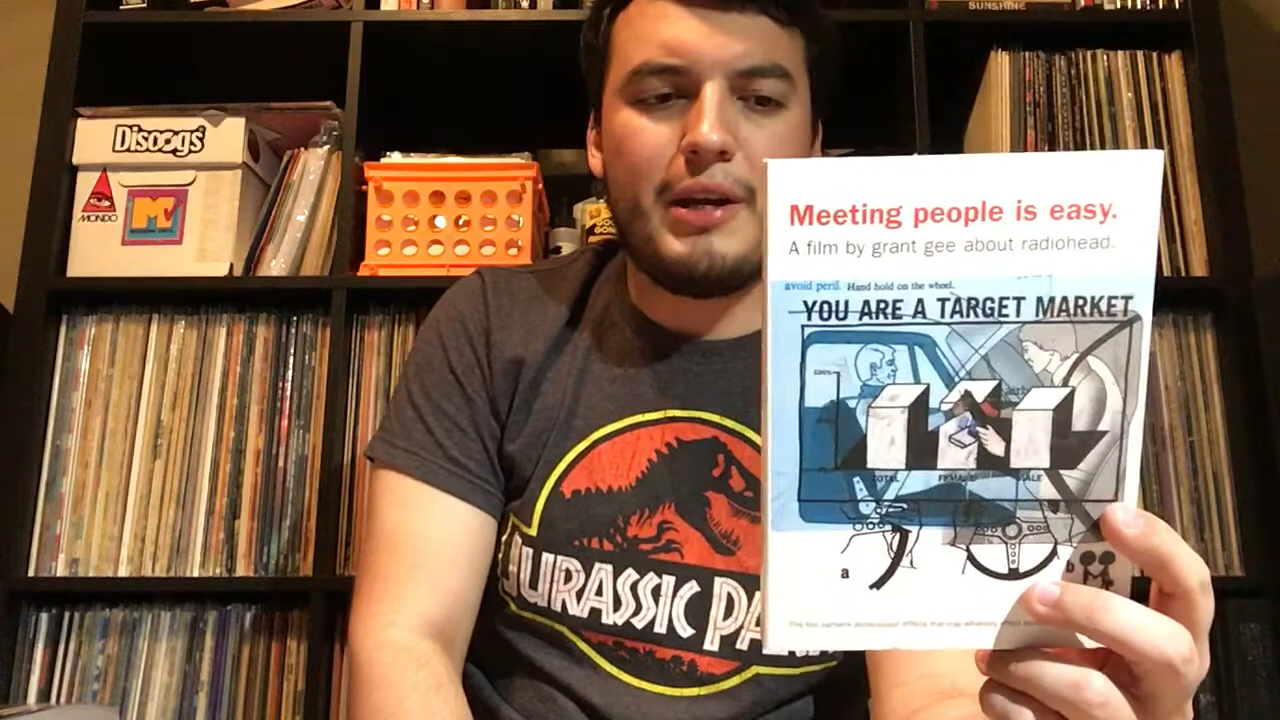 SUNSHINE
Discogs
MONDO
MTV
Meeting people is easy.
A film by grant gee about radiohead.
avoid peril. Hand hold on the wheel.
YOU ARE A TARGET MARKET
100%
TOTAL
FEMALE
MALE
a
b
JURASSIC PA